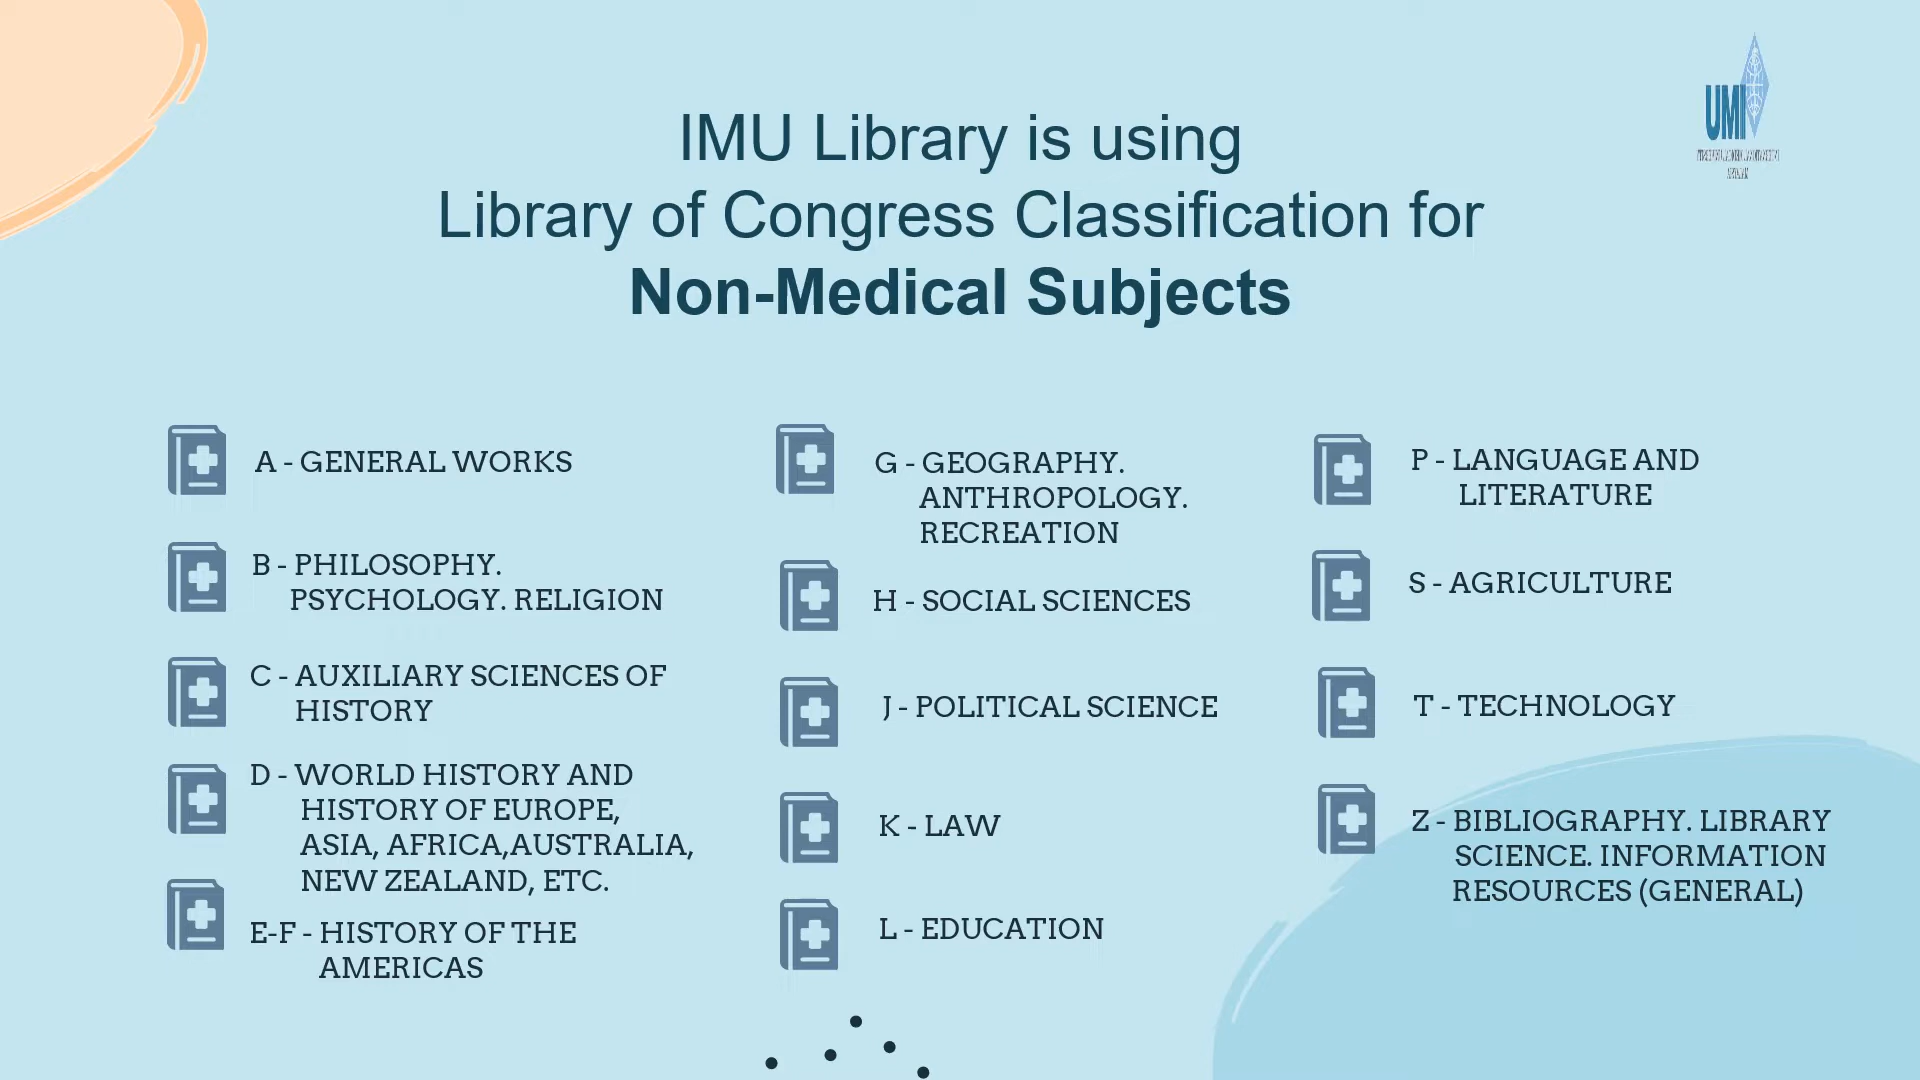 IMU Library is using
Library of Congress Classification for
Non-Medical Subjects
UMI
A - GENERAL WORKS
B - PHILOSOPHY.
PSYCHOLOGY. RELIGION
C - AUXILIARY SCIENCES OF
HISTORY
D - WORLD HISTORY AND
HISTORY OF EUROPE,
ASIA, AFRICA,AUSTRALIA,
NEW ZEALAND, ETC.
E-F - HISTORY OF THE
AMERICAS
G - GEOGRAPHY.
ANTHROPOLOGY.
RECREATION
H - SOCIAL SCIENCES
J - POLITICAL SCIENCE
K - LAW
L - EDUCATION
P - LANGUAGE AND
LITERATURE
S - AGRICULTURE
T - TECHNOLOGY
Z - BIBLIOGRAPHY. LIBRARY
SCIENCE. INFORMATION
RESOURCES (GENERAL)